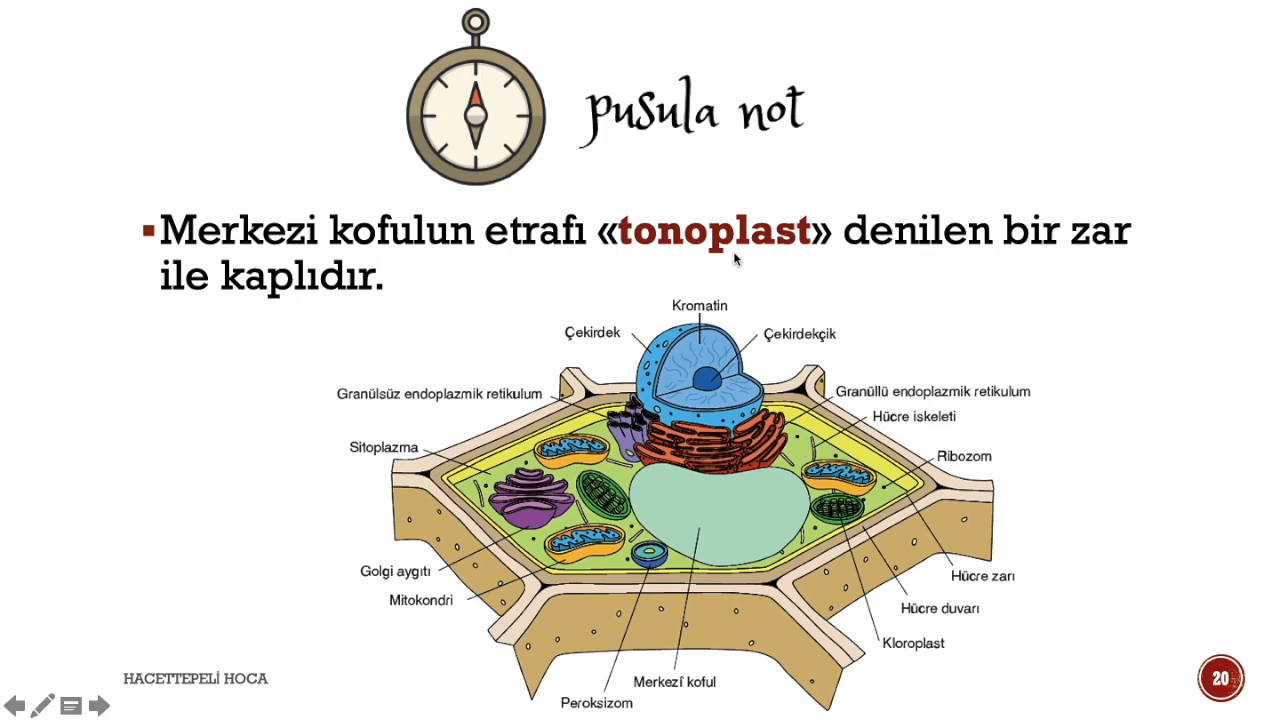 pusula not
Merkezi kofulun etrafı «tonoplast» denilen bir zar
ile kaplıdır.
Kromatin
Çekirdek
Çekirdekçik
Granülsüz endoplazmik retikulum
Granüllü endoplazmik retikulum
Hücre iskeleti
Sitoplazma
Ribozom
Golgi aygıtı
Hücre zarı
Mitokondri
Hücre duvarı
Kloroplast
Merkezî koful
Peroksizom
HACETTEPELİ HOCA
20